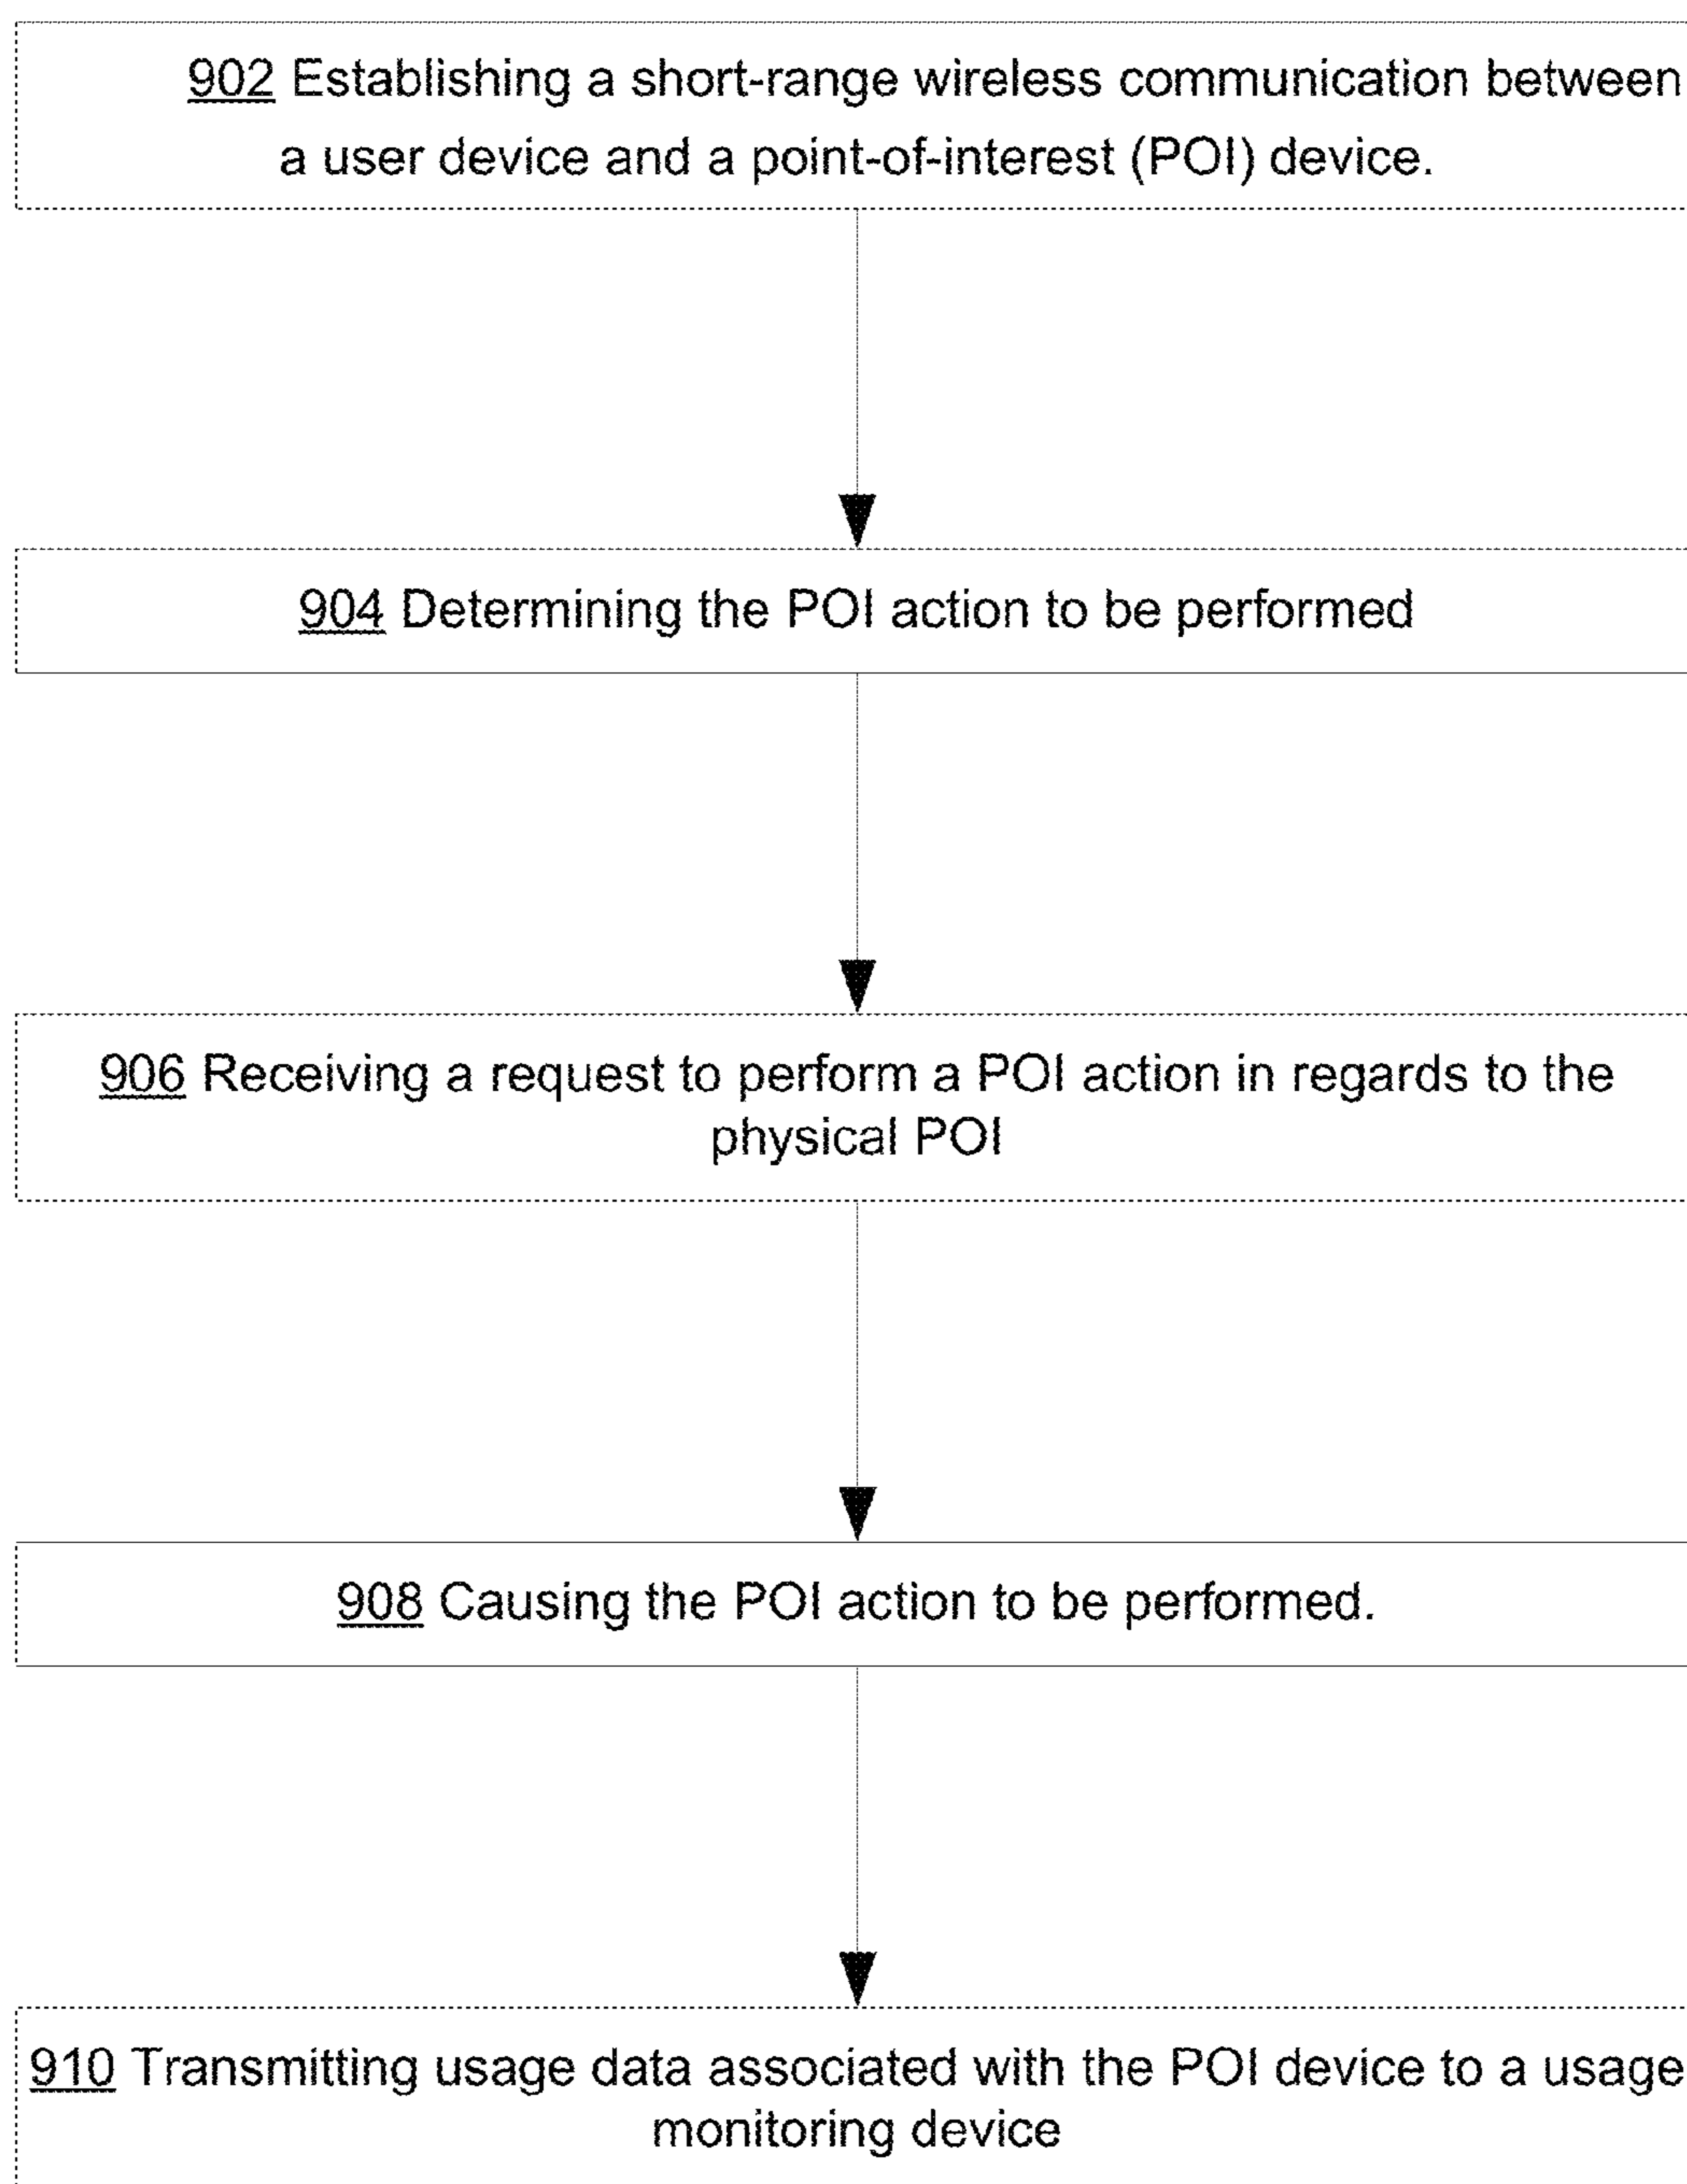 902 Establishing a short-range wireless communication between
a user device and a point-of-interest (POI) device.
904 Determining the POI action to be performed
906 Receiving a request to perform a POI action in regards to the
physical POI
908 Causing the POI action to be performed.
910 Transmitting usage data associated with the POI device to a usage
monitoring device